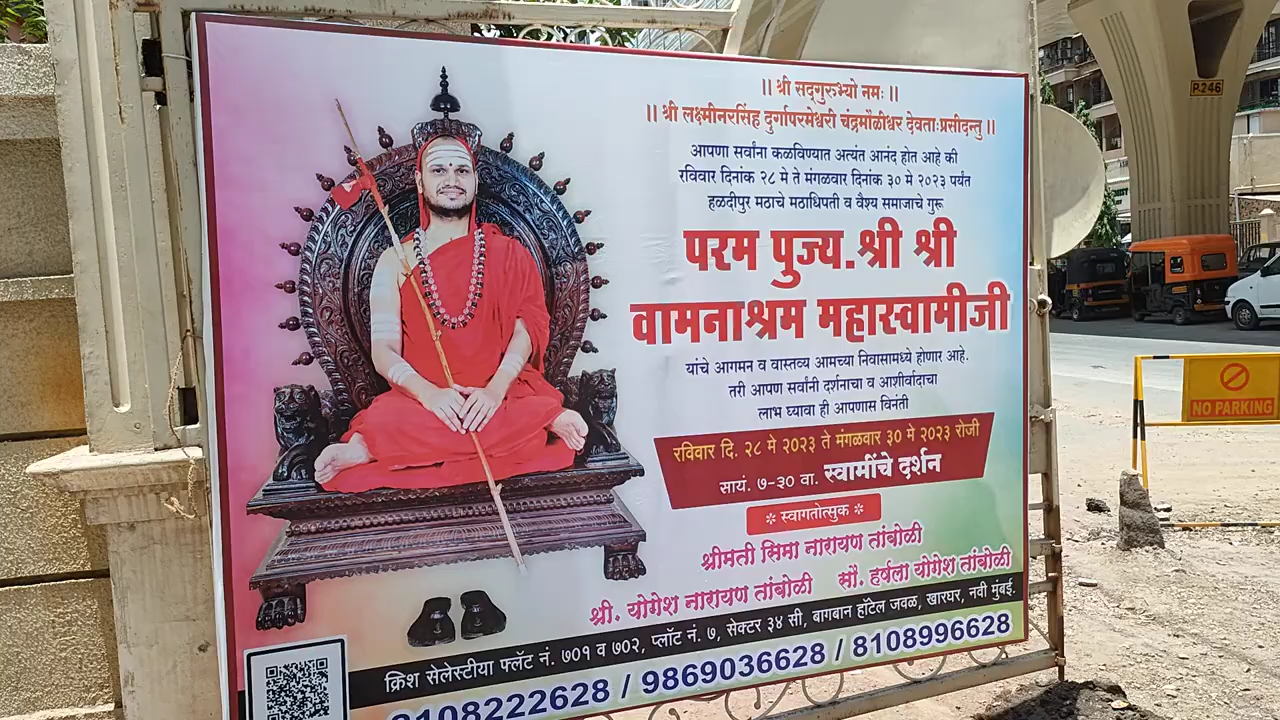 || श्री सद्गुरुभ्यो नमः ||
|| श्री लक्ष्मीनरसिंह दुर्गापरमेश्वरी चंद्रमौळीश्वर देवताःप्रसीदन्तु ||
आपणा सर्वांना कळविण्यात अत्यंत आनंद होत आहे की
रविवार दिनांक २८ मे ते मंगळवार दिनांक ३० मे २०२३ पर्यंत
हळदीपुर मठाचे मठाधिपती व वैश्य समाजाचे गुरू
परम पुज्य.श्री श्री
वामनाश्रम महास्वामीजी
यांचे आगमन व वास्तव्य आमच्या निवासामध्ये होणार आहे.
तरी आपण सर्वांनी दर्शनाचा व आशीर्वादाचा
लाभ घ्यावा ही आपणास विनंती
रविवार दि. २८ मे २०२३ ते मंगळवार ३० मे २०२३ रोजी
सायं. ७-३० वा. स्वामींचे दर्शन
❊ स्वागतोत्सुक ❊
श्रीमती सिमा नारायण तांबोळी
श्री. योगेश नारायण तांबोळी सौ. हर्षला योगेश तांबोळी
क्रिश सेलेस्टीया फ्लॅट नं. ७०१ व ७०२, प्लॉट नं. ७, सेक्टर ३४ सी, बागबान हॉटेल जवळ, खारघर, नवी मुंबई.
8108222628 / 9869036628 / 8108996628
P-246
NO PARKING